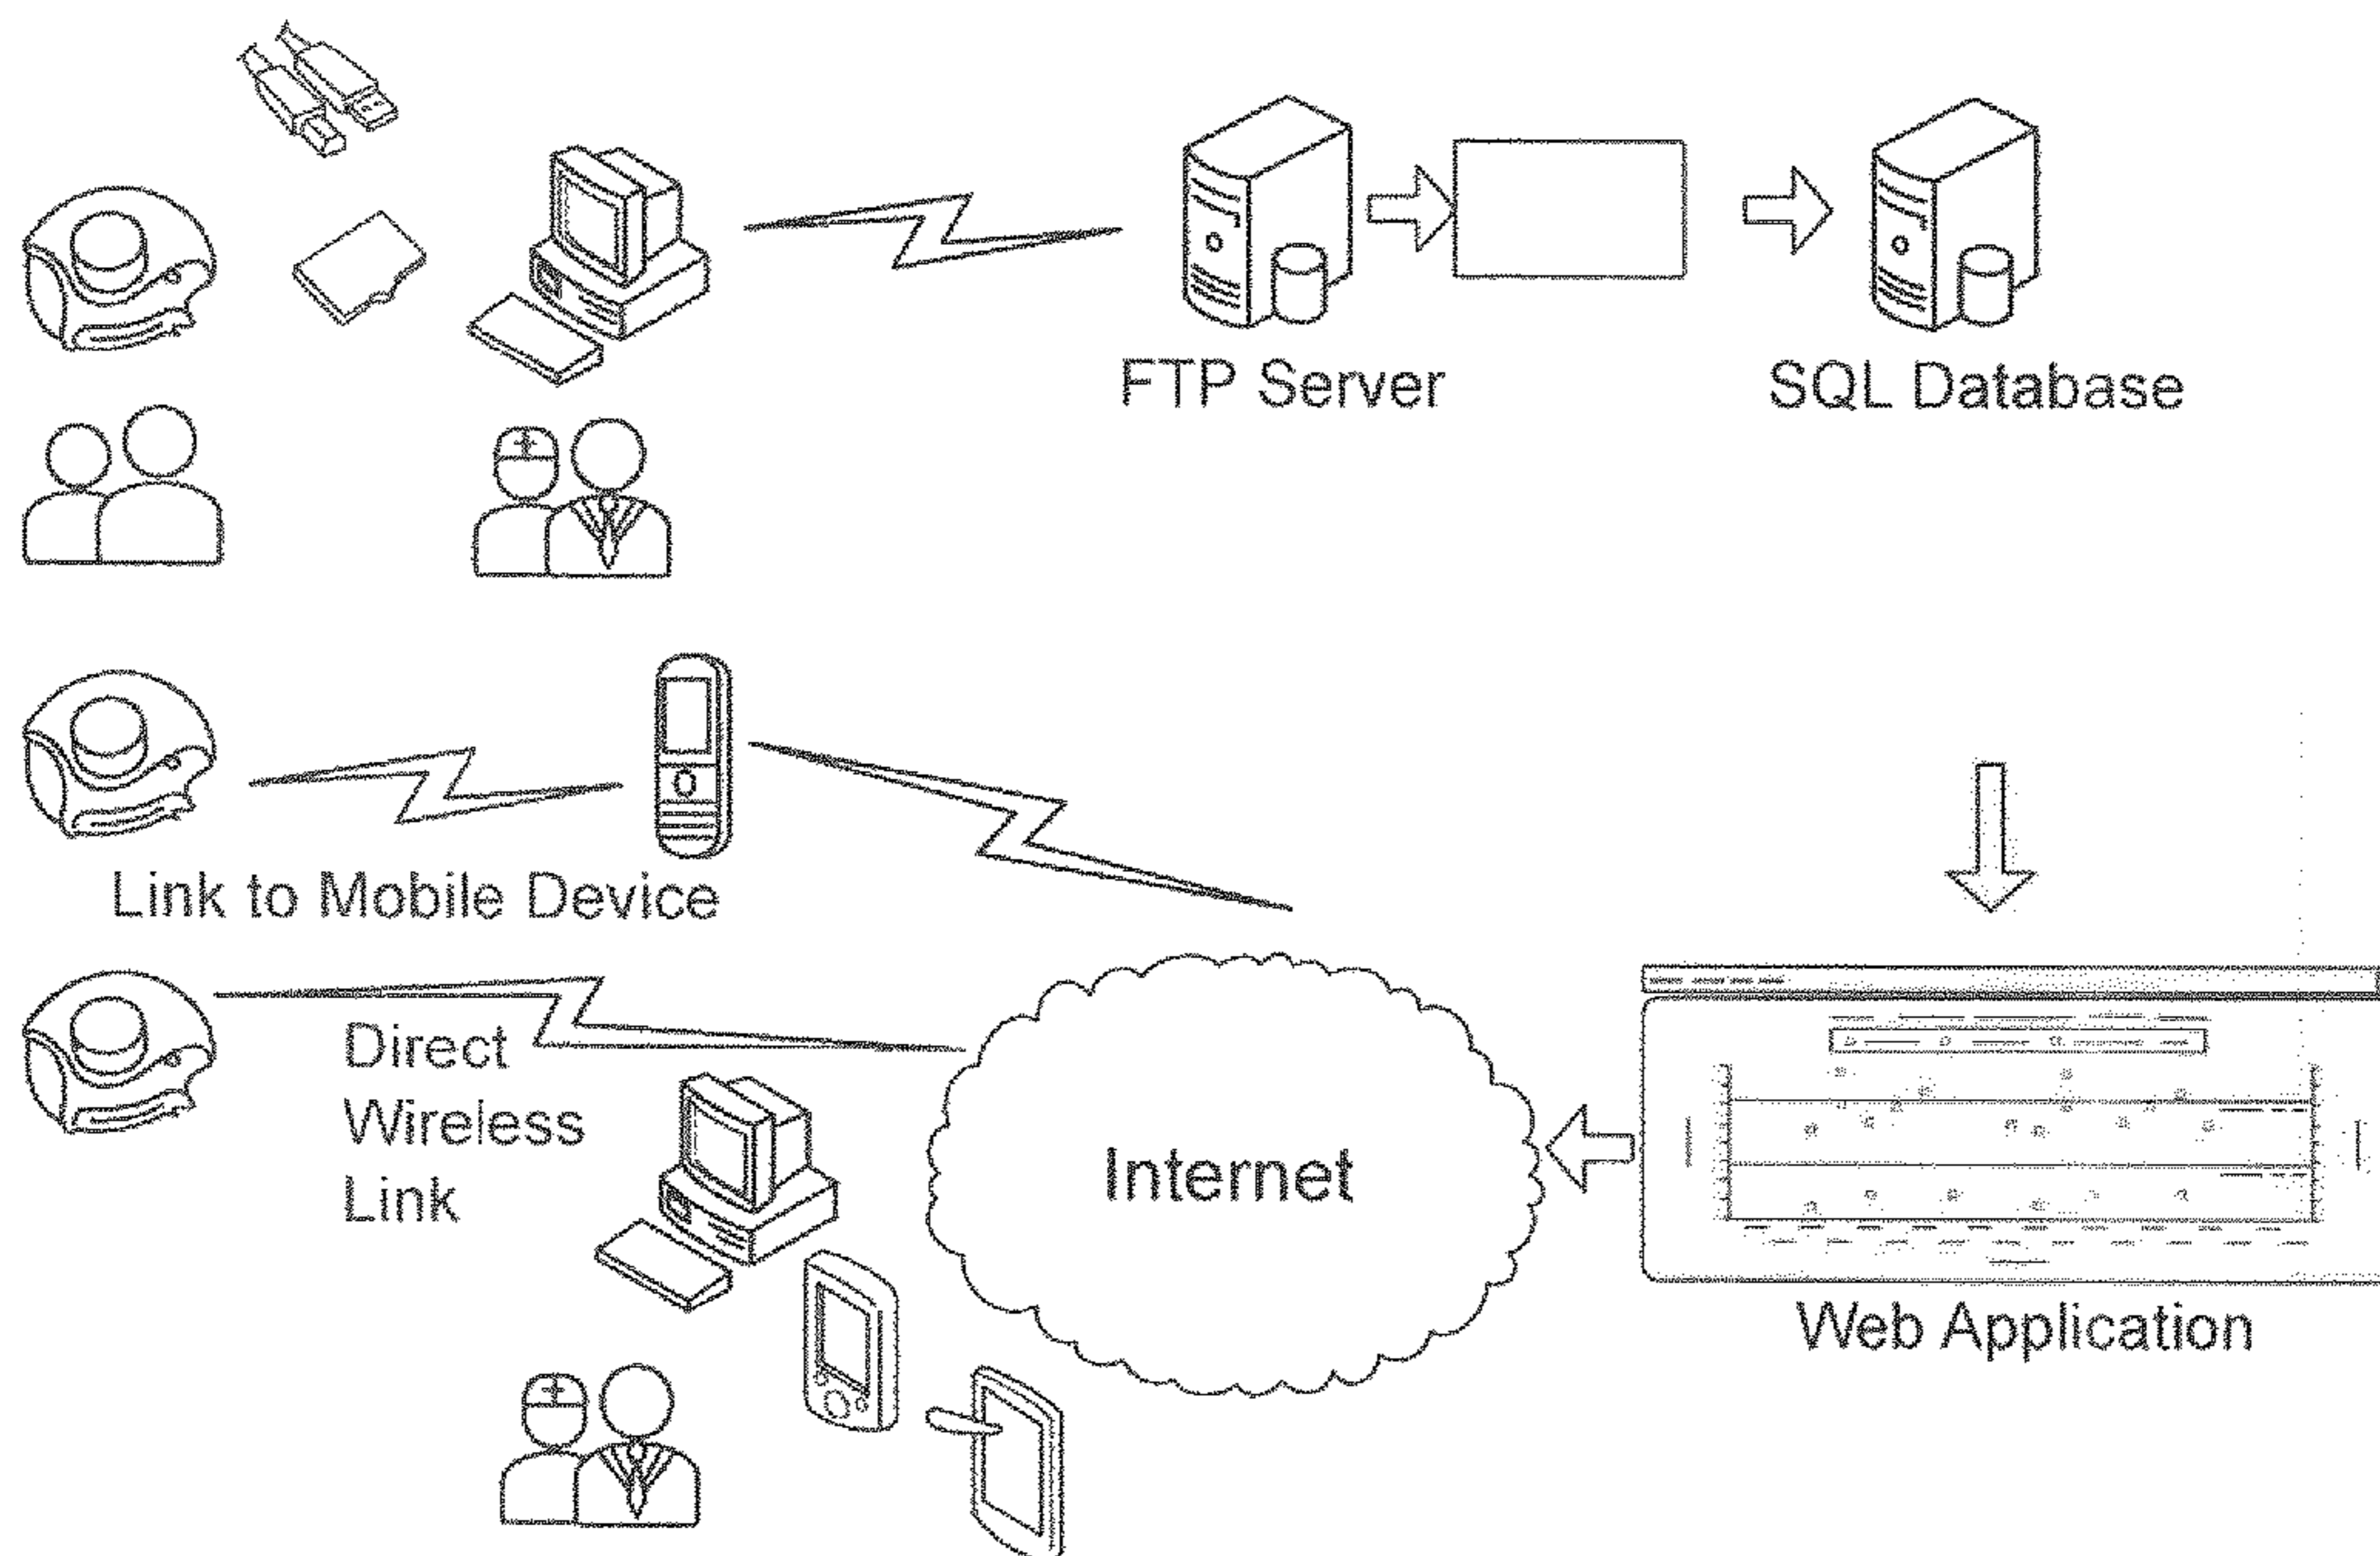 FTP Server
SQL Database
Link to Mobile Device
Direct
Wireless
Link
Internet
Web Application